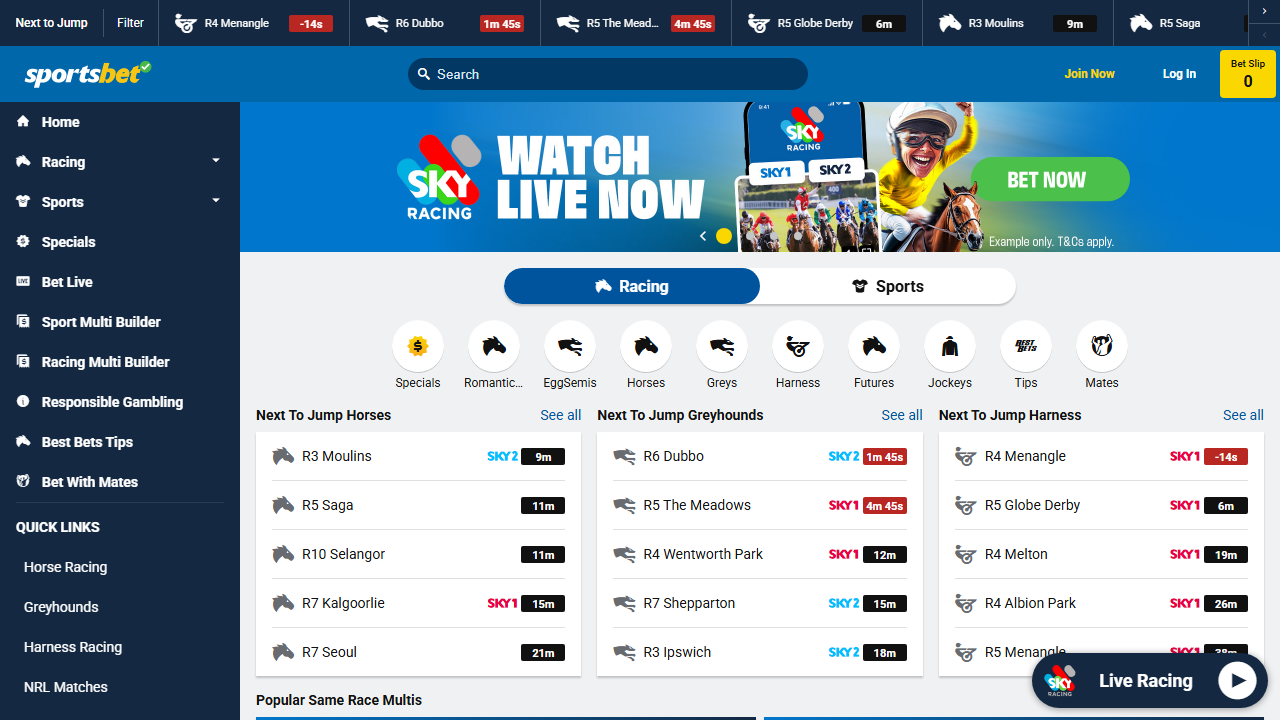 Next to Jump
Filter
R4 Menangle -14s
R6 Dubbo 1m 45s
R5 The Mead... 4m 45s
R5 Globe Derby 6m
R3 Moulins 9m
R5 Saga
sportsbet
Search
Join Now
Log In
Bet Slip
0
Home
Racing
Sports
Specials
Bet Live
Sport Multi Builder
Racing Multi Builder
Responsible Gambling
Best Bets Tips
Bet With Mates
QUICK LINKS
Horse Racing
Greyhounds
Harness Racing
NRL Matches
SKY
RACING
WATCH
LIVE NOW
9:41
SKY
RACING
SKY1
SKY2
BET NOW
Example only. T&Cs apply.
Racing
Sports
Specials
Romantic...
EggSemis
Horses
Greys
Harness
Futures
Jockeys
BEST BETS
Tips
Mates
Next To Jump Horses
See all
R3 Moulins SKY2 9m
R5 Saga 11m
R10 Selangor 11m
R7 Kalgoorlie SKY1 15m
R7 Seoul 21m
Next To Jump Greyhounds
See all
R6 Dubbo SKY2 1m 45s
R5 The Meadows SKY1 4m 45s
R4 Wentworth Park SKY1 12m
R7 Shepparton SKY2 15m
R3 Ipswich SKY2 18m
Next To Jump Harness
See all
R4 Menangle SKY1 -14s
R5 Globe Derby SKY1 6m
R4 Melton SKY1 19m
R4 Albion Park SKY1 26m
R5 Menangle SKY1 38m
SKY
RACING
Live Racing
Popular Same Race Multis